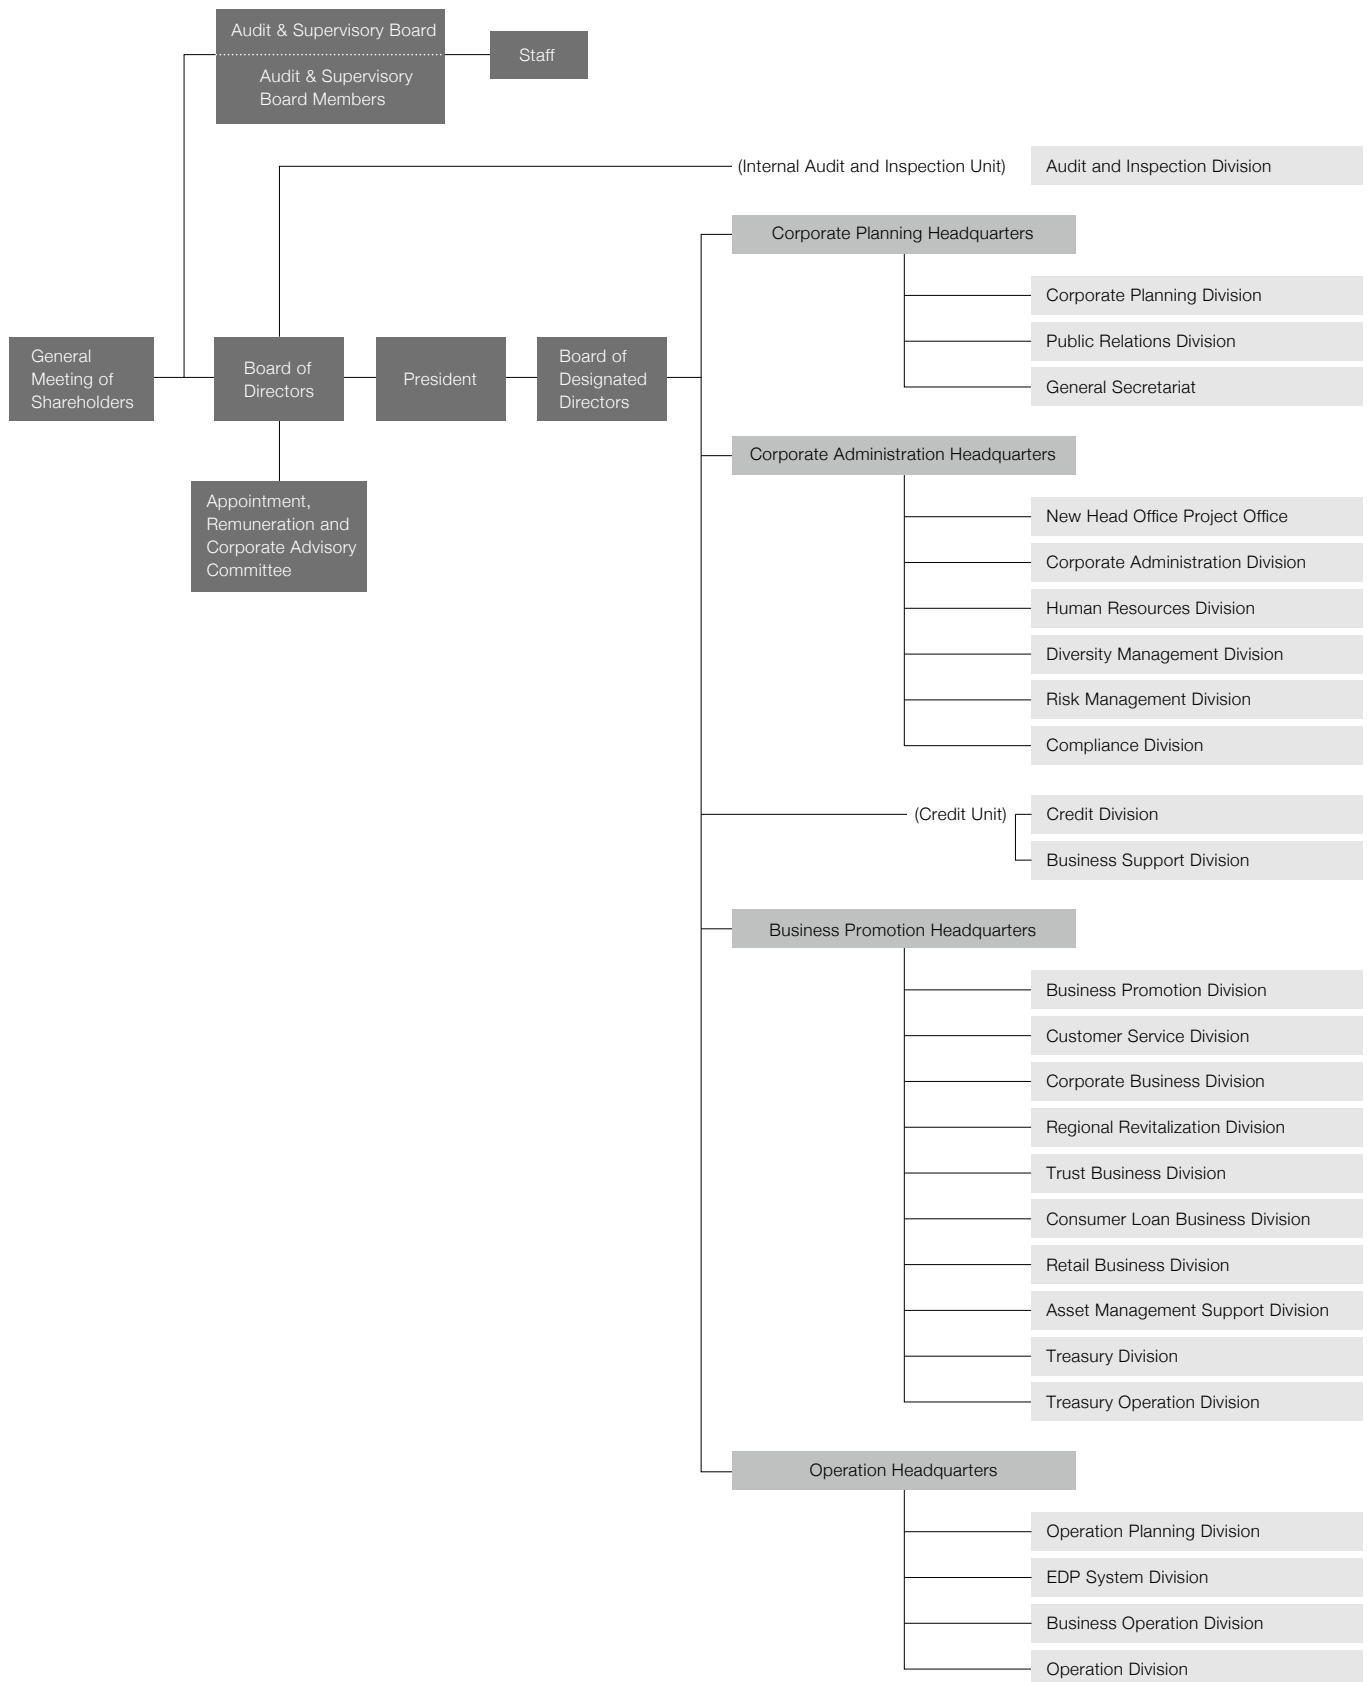 Audit & Supervisory Board
Audit & Supervisory
Board Members
Staff
(Internal Audit and Inspection Unit)
Audit and Inspection Division
General
Meeting of
Shareholders
Board of
Directors
President
Board of
Designated
Directors
Appointment,
Remuneration and
Corporate Advisory
Committee
Corporate Planning Headquarters
Corporate Planning Division
Public Relations Division
General Secretariat
Corporate Administration Headquarters
New Head Office Project Office
Corporate Administration Division
Human Resources Division
Diversity Management Division
Risk Management Division
Compliance Division
(Credit Unit)
Credit Division
Business Support Division
Business Promotion Headquarters
Business Promotion Division
Customer Service Division
Corporate Business Division
Regional Revitalization Division
Trust Business Division
Consumer Loan Business Division
Retail Business Division
Asset Management Support Division
Treasury Division
Treasury Operation Division
Operation Headquarters
Operation Planning Division
EDP System Division
Business Operation Division
Operation Division